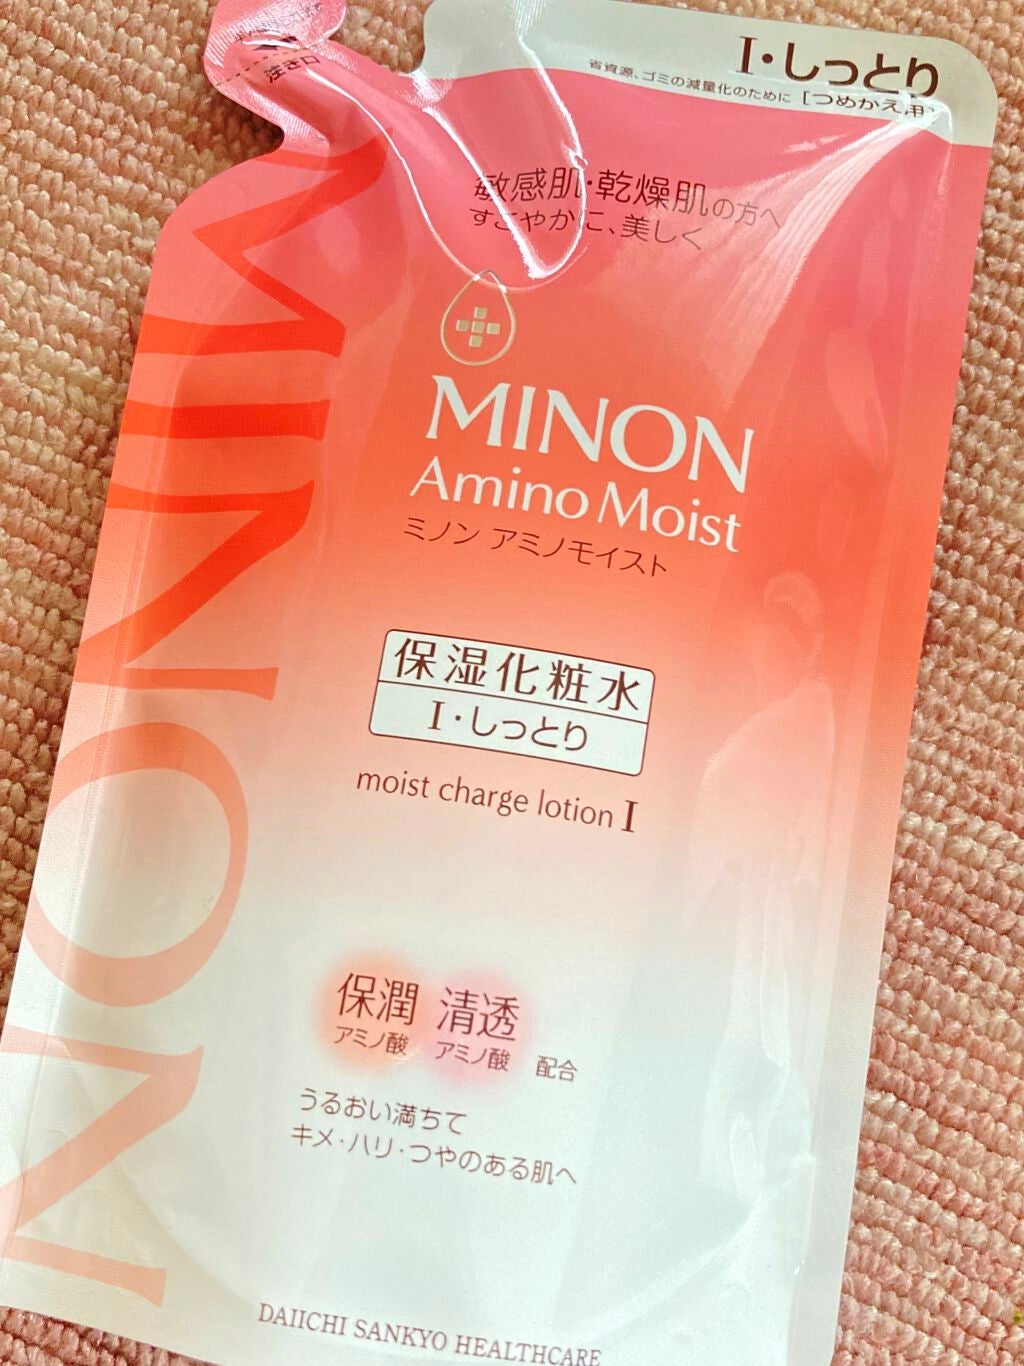 注ぎ口
I・しっとり
省資源、ゴミの減量化のために [つめかえ用]
敏感肌・乾燥肌の方へ
すこやかに、美しく
MINON
MINON
Amino Moist
ミノン アミノモイスト
保湿化粧水
I・しっとり
moist charge lotion I
保潤 清透
アミノ酸 アミノ酸 配合
うるおい満ちて
キメ・ハリ・つやのある肌へ
DAIICHI SANKYO HEALTHCARE